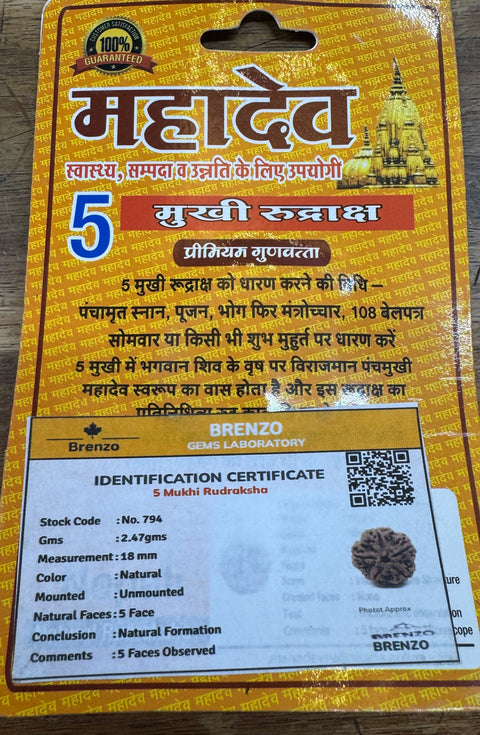 CUSTOMER SATISFACTION
100%
GUARANTEED
महादेव
स्वास्थ्य, सम्पदा व उन्नति के लिए उपयोगी
5 मुखी रुद्राक्ष
प्रीमियम गुणवत्ता
5 मुखी रूद्राक्ष को धारण करने की विधि –
पंचामृत स्नान, पूजन, भोग फिर मंत्रोच्चार, 108 बेलपत्र
सोमवार या किसी भी शुभ मुहुर्त पर धारण करें
5 मुखी में भगवान शिव के वृष पर विराजमान पंचमुखी
महादेव स्वरूप का वास होता है और इस रूद्राक्ष का
Brenzo
BRENZO
GEMS LABORATORY
IDENTIFICATION CERTIFICATE
5 Mukhi Rudraksha
Stock Code : No. 794
Gms : 2.47gms
Measurement : 18 mm
Color : Natural
Mounted : Unmounted
Natural Faces : 5 Face
Conclusion : Natural Formation
Comments : 5 Faces Observed
Photot Approx
BRENZO
BRENZO